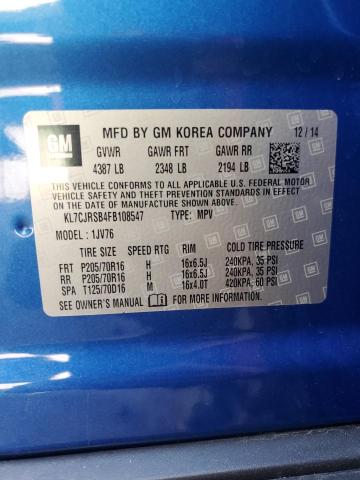 GM
MFD BY GM KOREA COMPANY 12/14
GVWR GAWR FRT GAWR RR
4387 LB 2348 LB 2194 LB
THIS VEHICLE CONFORMS TO ALL APPLICABLE U.S. FEDERAL MOTOR
VEHICLE SAFETY AND THEFT PREVENTION STANDARDS IN EFFECT
ON THE DATE OF MANUFACTURE SHOWN ABOVE.
KL7CJRSB4FB108547 TYPE: MPV
MODEL: 1JV76
TIRE SIZE SPEED RTG RIM COLD TIRE PRESSURE
FRT P205/70R16 H 16x6.5J 240KPA, 35 PSI
RR P205/70R16 H 16x6.5J 240KPA, 35 PSI
SPA T125/70D16 M 16x4.0T 420KPA, 60 PSI
SEE OWNER'S MANUAL FOR MORE INFORMATION.